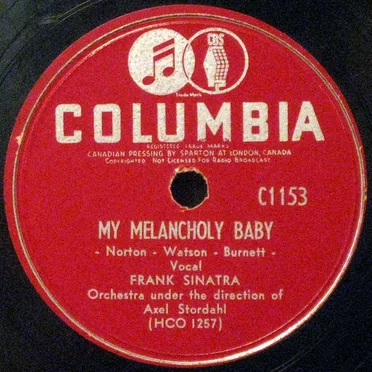 CBS
Trade Mark
COLUMBIA
REGISTERED TRADE MARKS
CANADIAN PRESSING BY SPARTON AT LONDON, CANADA
COPYRIGHTED NOT LICENSED FOR RADIO BROADCAST
C1153
MY MELANCHOLY BABY
- Norton - Watson - Burnett -
Vocal
FRANK SINATRA
Orchestra under the direction of
Axel Stordahl
(HCO 1257)